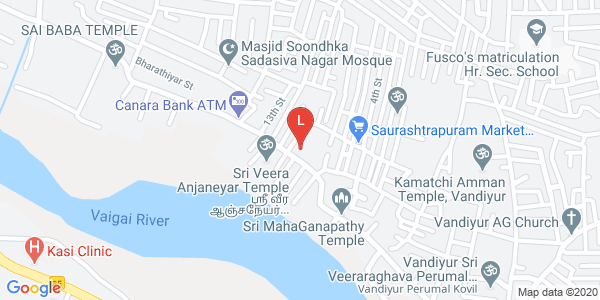 SAI BABA TEMPLE
Bharathiyar St
Masjid Soondhka
Sadasiva Nagar Mosque
Fusco's matriculation
Hr. Sec. School
Canara Bank ATM
13th St
4th St
L
Saurashtrapuram Market...
Sri Veera
Anjaneyar Temple
ஸ்ரீ வீர
ஆஞ்சநேயர்...
Kamatchi Amman
Temple, Vandiyur
Vaigai River
Sri MahaGanapathy
Temple
Vandiyur AG Church
Kasi Clinic
Vandiyur Sri
Veeraraghava Perumal...
Vandiyur Perumal Kovil
Google
Map data ©2020